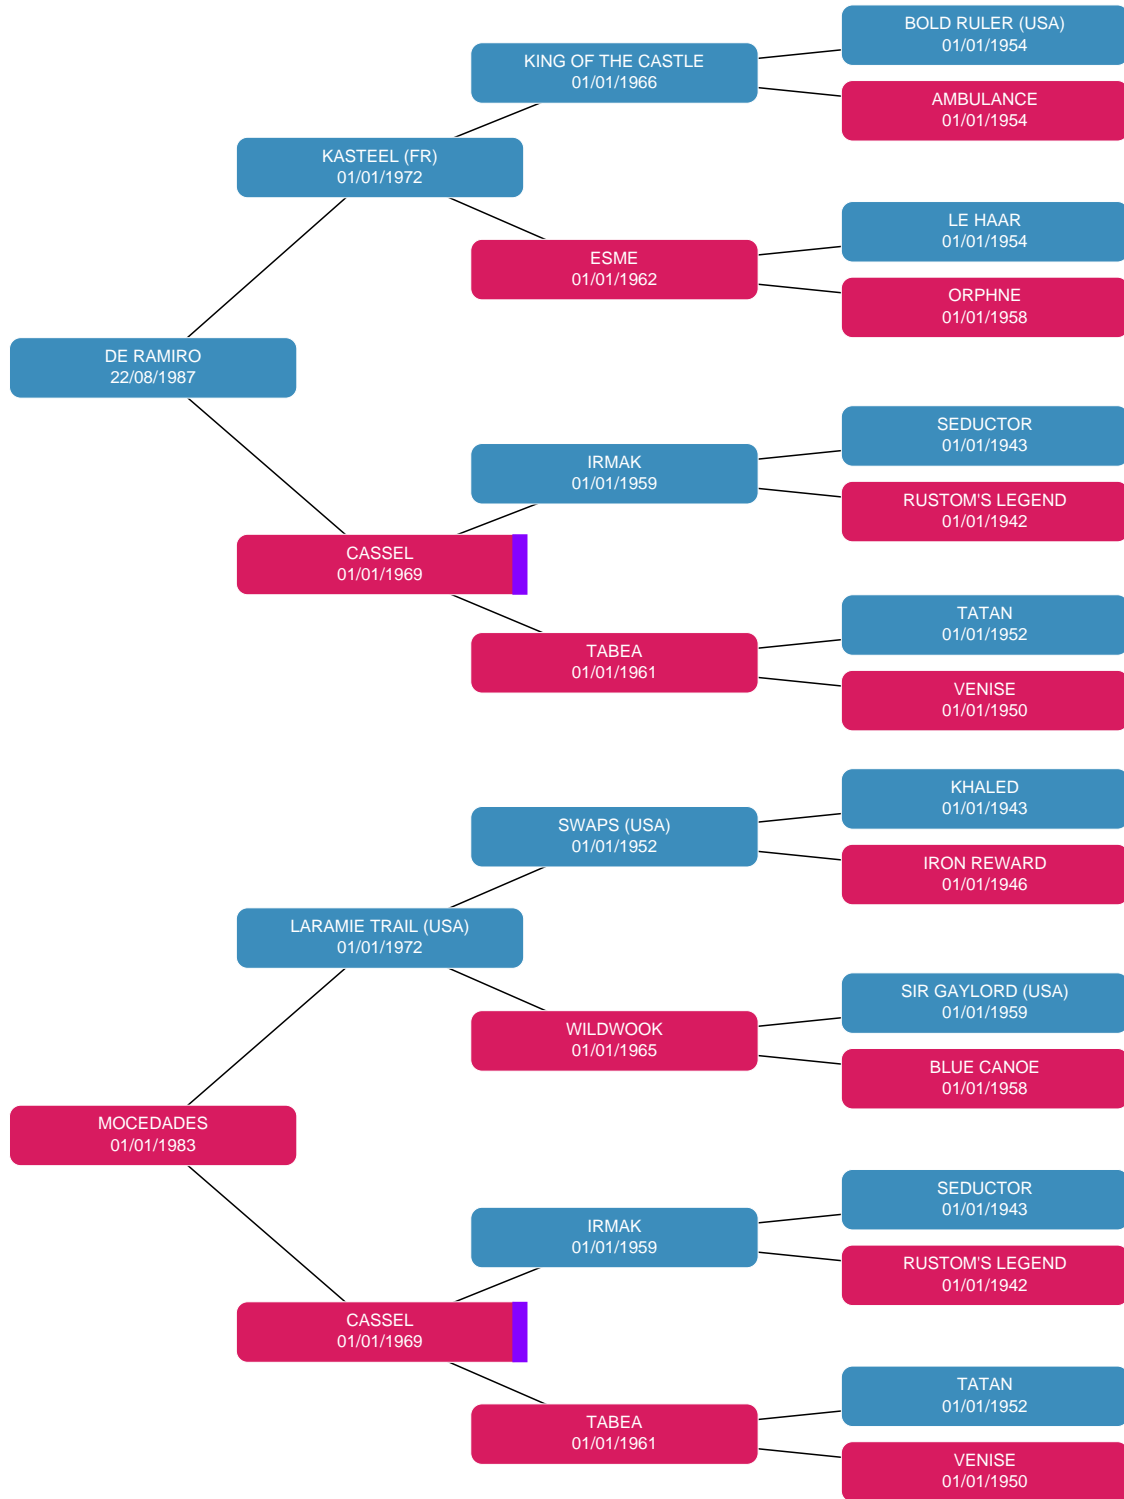 BOLD RULER (USA)
01/01/1954
KING OF THE CASTLE
01/01/1966
AMBULANCE
01/01/1954
KASTEEL (FR)
01/01/1972
LE HAAR
01/01/1954
ESME
01/01/1962
ORPHNE
01/01/1958
DE RAMIRO
22/08/1987
SEDUCTOR
01/01/1943
IRMAK
01/01/1959
RUSTOM'S LEGEND
01/01/1942
CASSEL
01/01/1969
TATAN
01/01/1952
TABEA
01/01/1961
VENISE
01/01/1950
KHALED
01/01/1943
SWAPS (USA)
01/01/1952
IRON REWARD
01/01/1946
LARAMIE TRAIL (USA)
01/01/1972
SIR GAYLORD (USA)
01/01/1959
WILDWOOK
01/01/1965
BLUE CANOE
01/01/1958
MOCEDADES
01/01/1983
SEDUCTOR
01/01/1943
IRMAK
01/01/1959
RUSTOM'S LEGEND
01/01/1942
CASSEL
01/01/1969
TATAN
01/01/1952
TABEA
01/01/1961
VENISE
01/01/1950